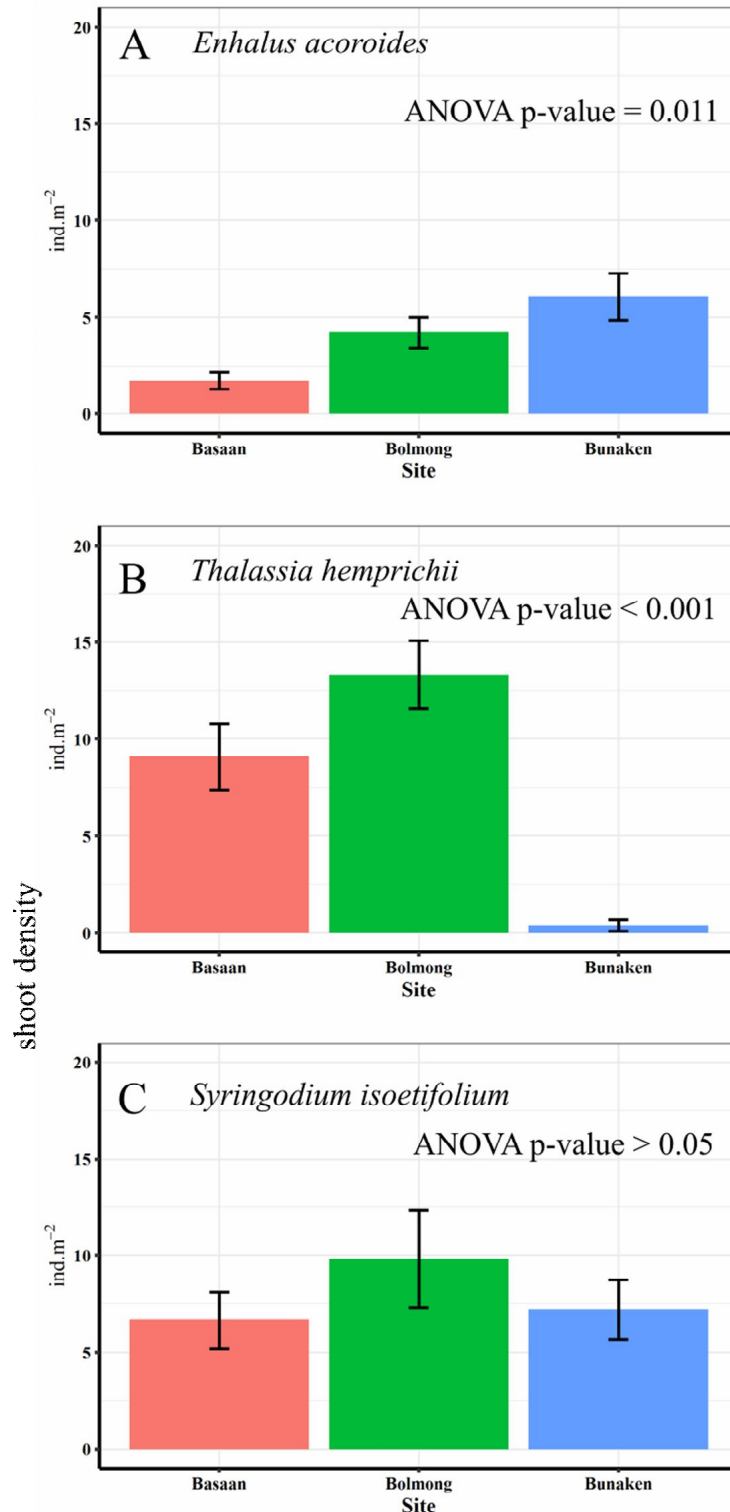 shoot density
A Enhalus acoroides
ANOVA p-value = 0.011
20
15
10
5
0
ind.m⁻²
Basaan Bolmong Bunaken
Site
B Thalassia hemprichii
ANOVA p-value < 0.001
20
15
10
5
0
ind.m⁻²
Basaan Bolmong Bunaken
Site
C Syringodium isoetifolium
ANOVA p-value > 0.05
20
15
10
5
0
ind.m⁻²
Basaan Bolmong Bunaken
Site